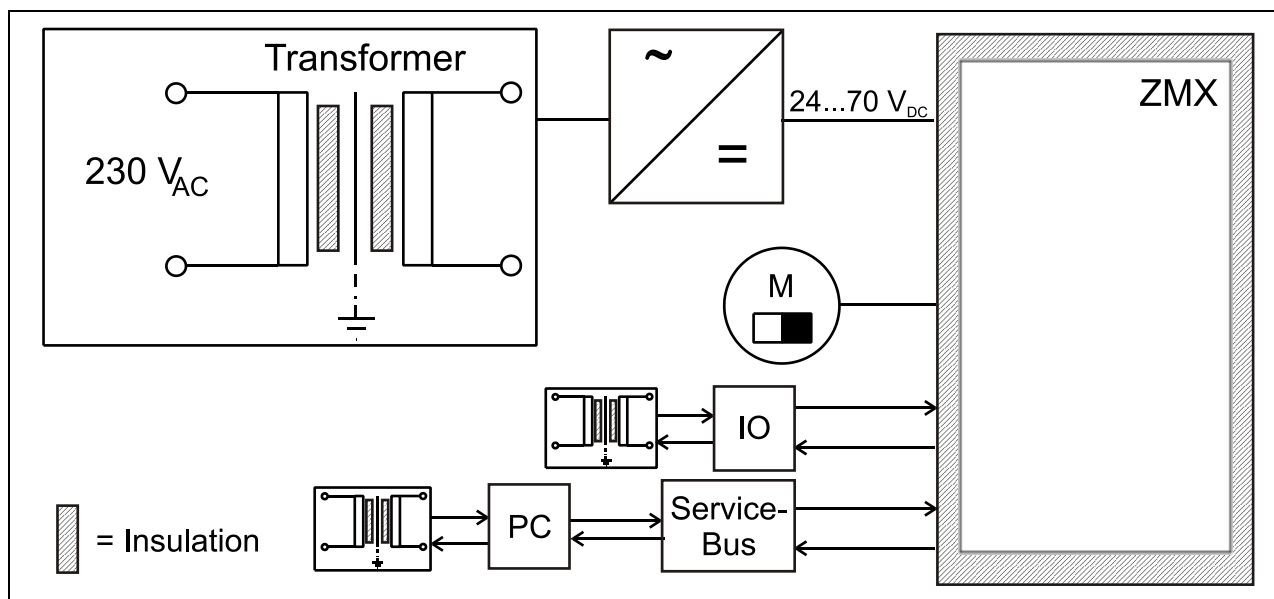 Transformer
230 VAC
~
=
24...70 VDC
ZMX
M
IO
PC
Service-
Bus
= Insulation